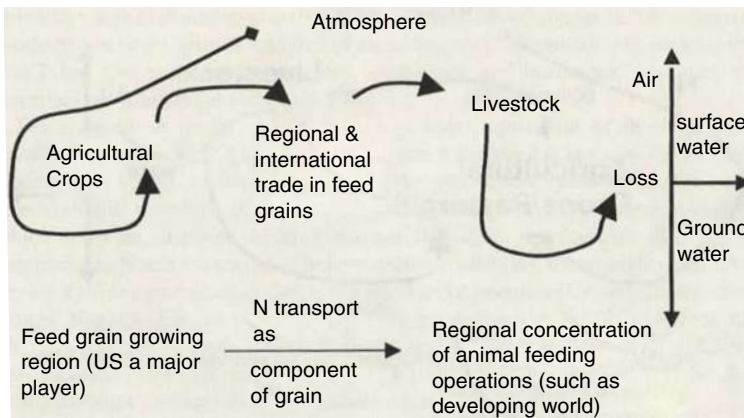 Atmosphere
Agricultural
Crops
Regional &
international
trade in feed
grains
Livestock
Air
surface
water
Loss
Ground
water
Feed grain growing
region (US a major
player)
N transport
as
component
of grain
Regional concentration
of animal feeding
operations (such as
developing world)